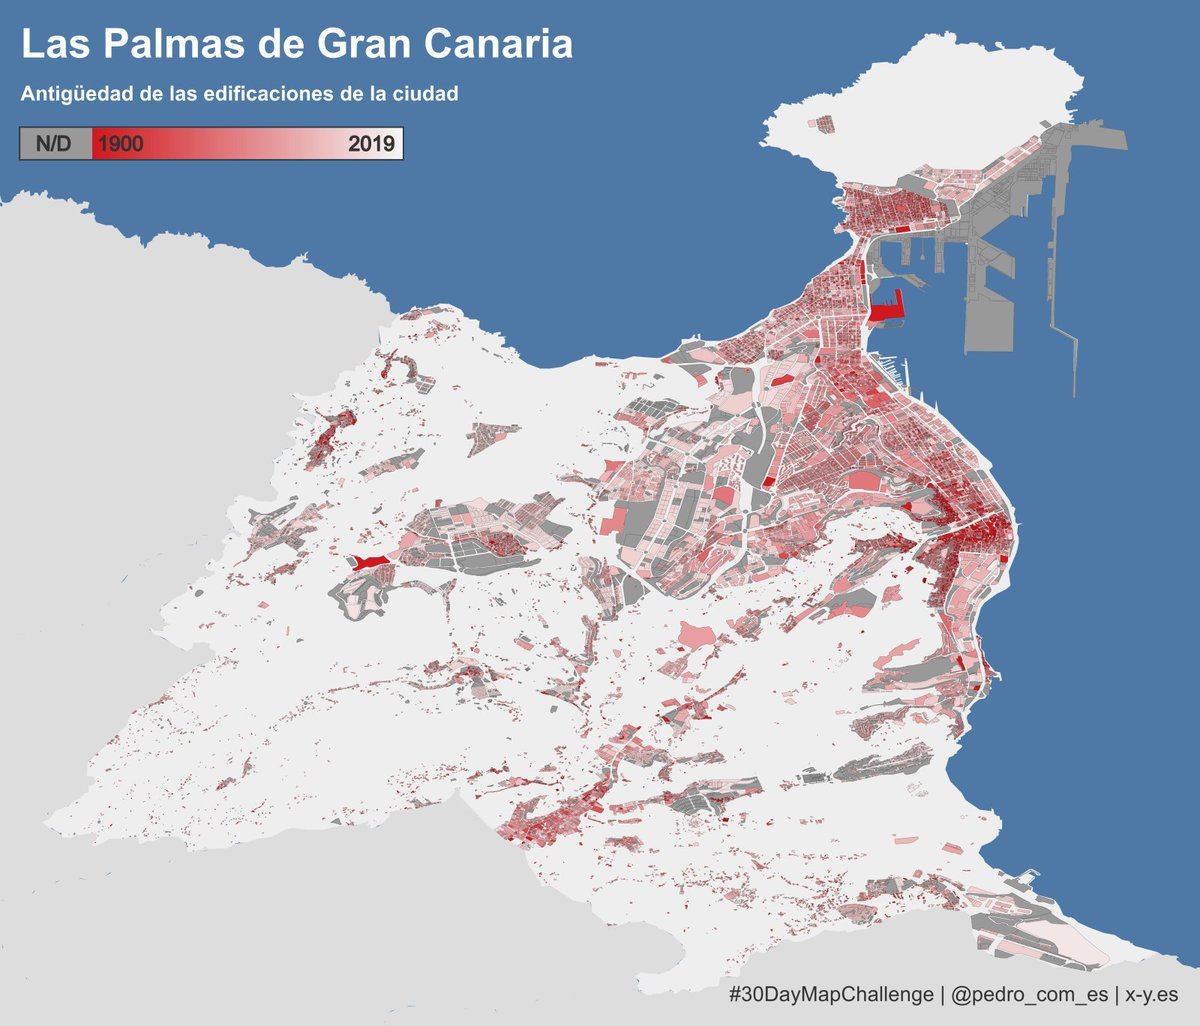 Las Palmas de Gran Canaria
Antigüedad de las edificaciones de la ciudad
N/D 1900 2019
#30DayMapChallenge | @pedro_com_es | x-y.es